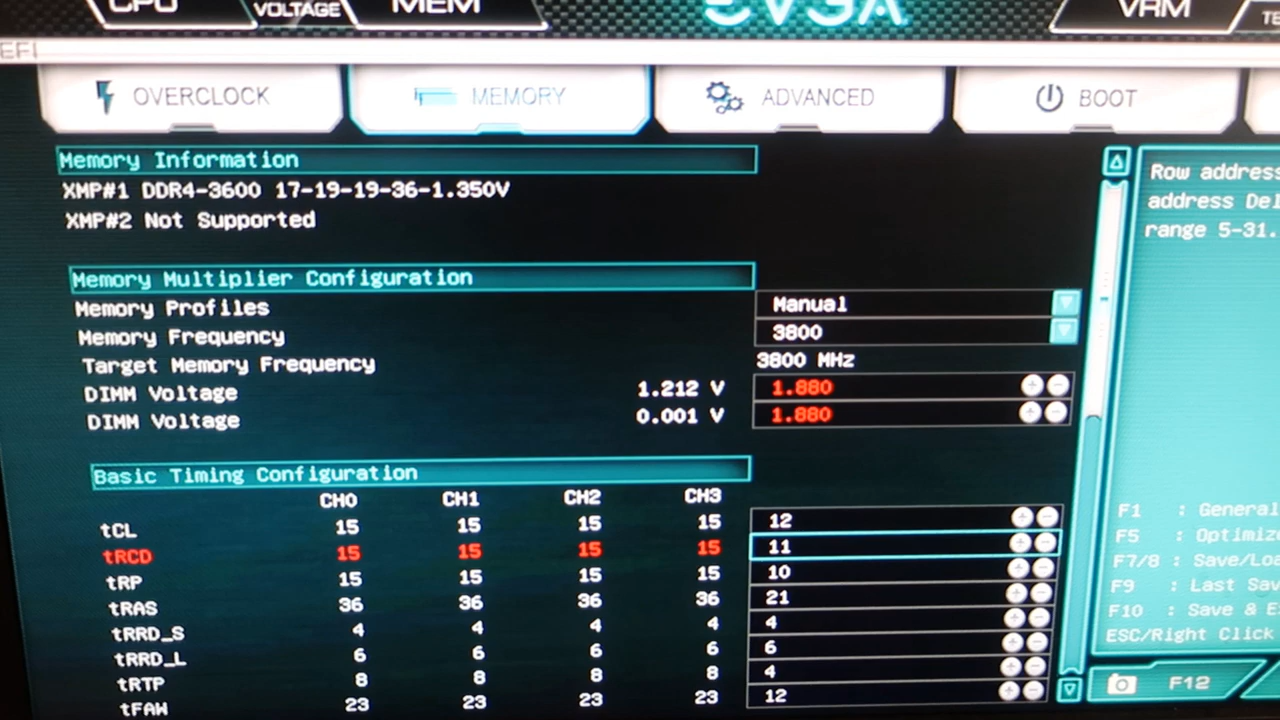 CPU VOLTAGE MEM EVGA VRM
EFI
OVERCLOCK MEMORY ADVANCED BOOT
Memory Information
XMP#1 DDR4-3600 17-19-19-36-1.350V
XMP#2 Not Supported
Memory Multiplier Configuration
Memory Profiles Manual
Memory Frequency 3800
Target Memory Frequency 3800 MHz
DIMM Voltage 1.212 V 1.880
DIMM Voltage 0.001 V 1.880
Basic Timing Configuration
CH0 CH1 CH2 CH3
tCL 15 15 15 15 12
tRCD 15 15 15 15 11
tRP 15 15 15 15 10
tRAS 36 36 36 36 21
tRRD_S 4 4 4 4 4
tRRD_L 6 6 6 6 6
tRTP 8 8 8 8 4
tFAW 23 23 23 23 12
Row address
address Del
range 5-31.
F1 : General
F5 : Optimize
F7/8 : Save/Loa
F9 : Last Sav
F10 : Save & E
ESC/Right Click
F12